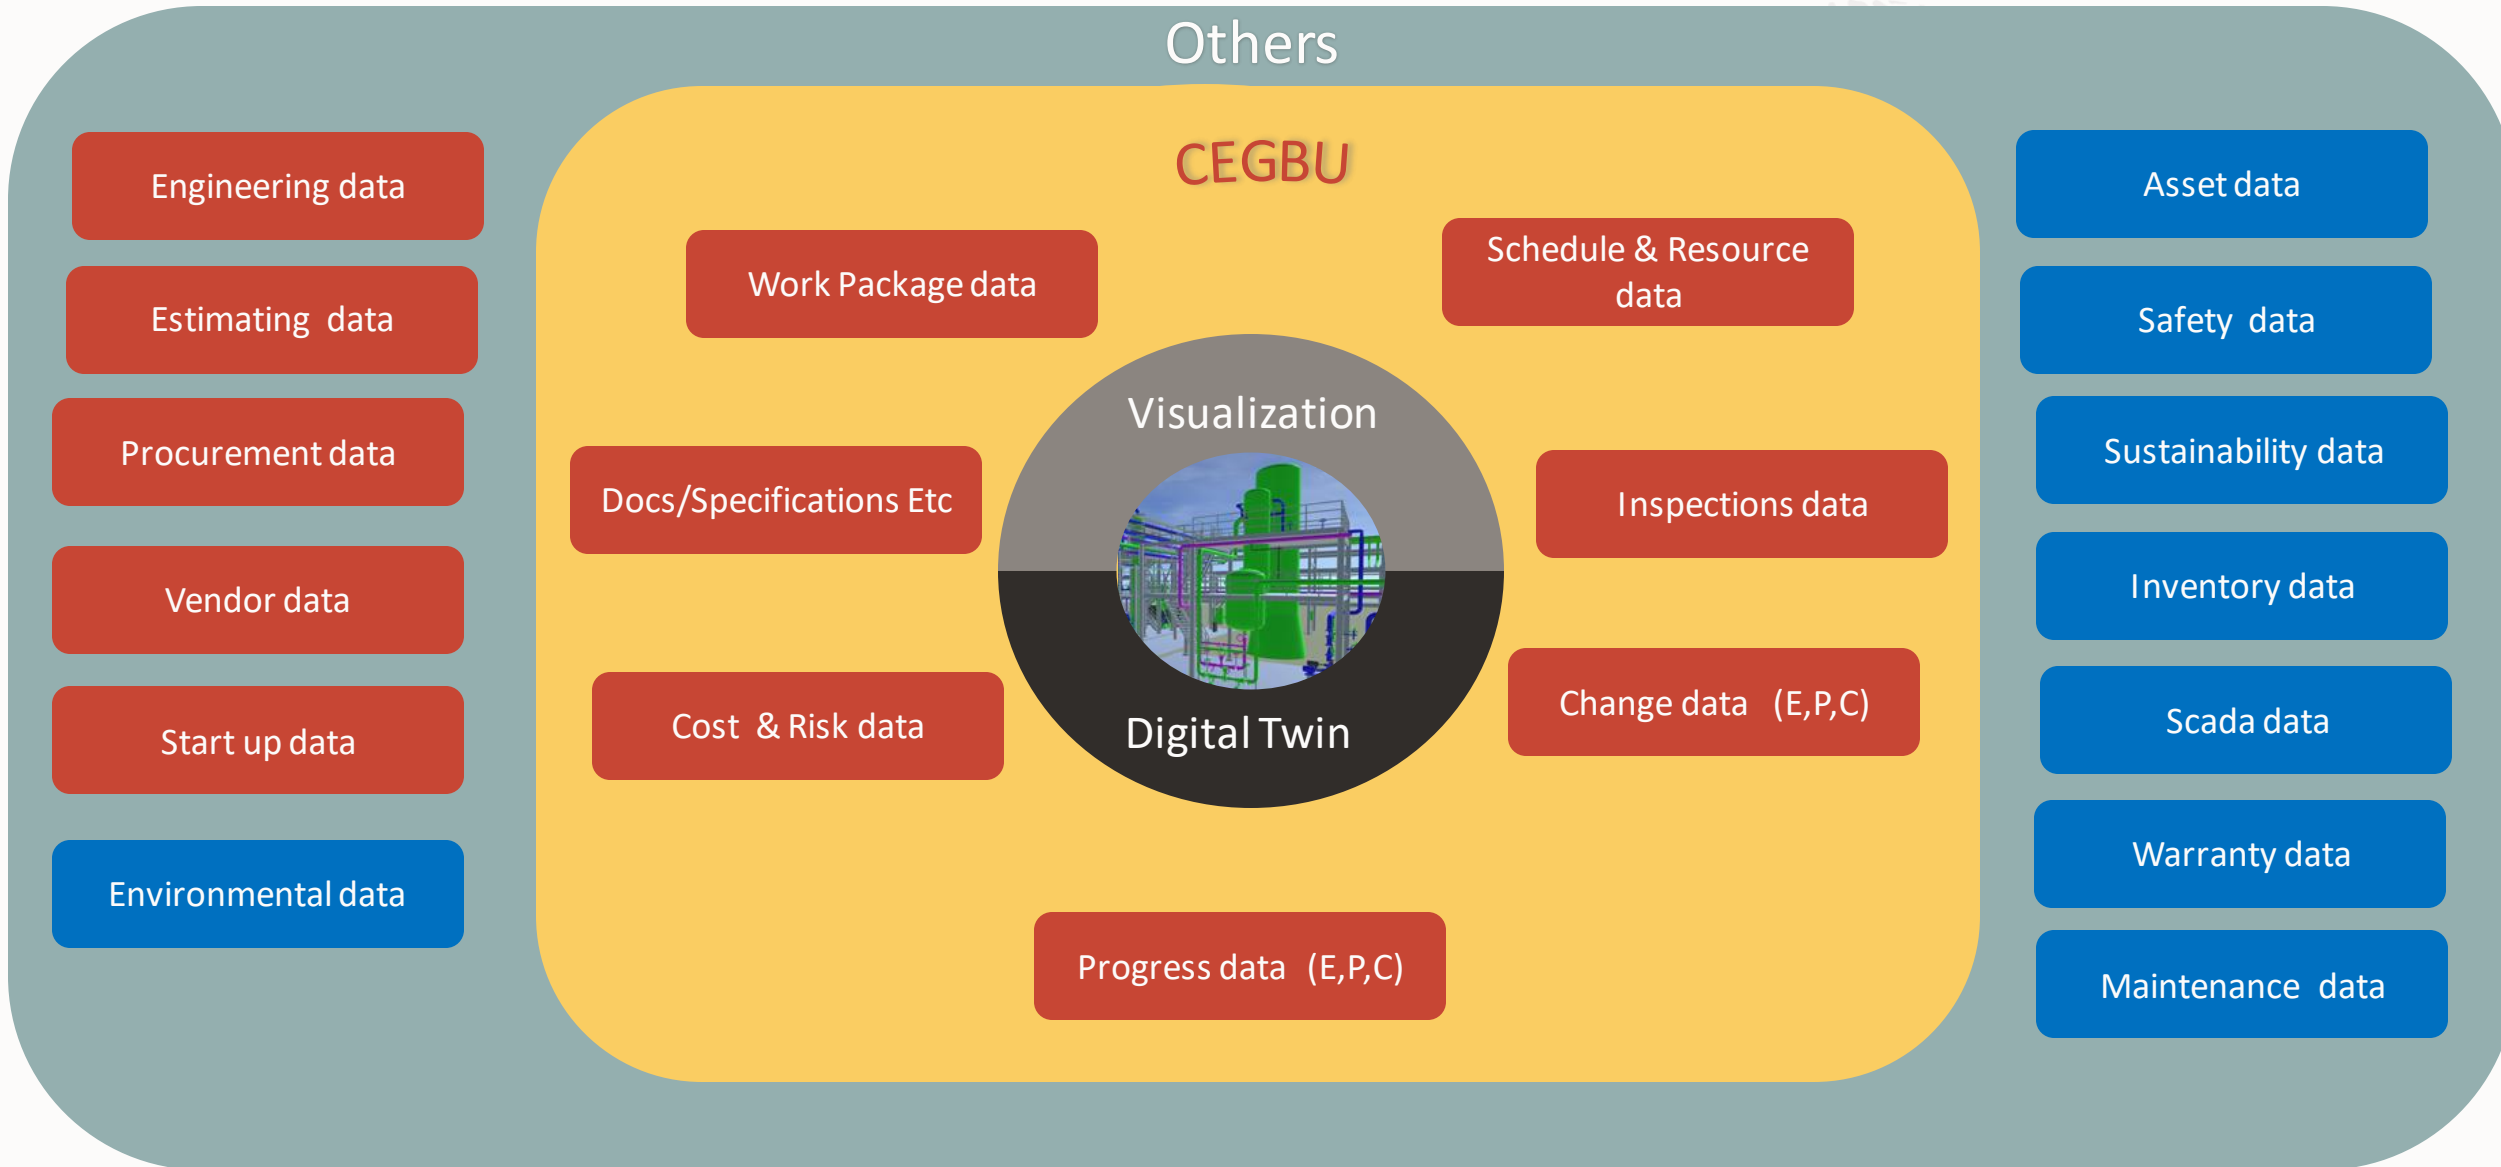 Others
CEGBU
Engineering data
Estimating data
Procurement data
Vendor data
Start up data
Environmental data
Work Package data
Schedule & Resource
data
Docs/Specifications Etc
Visualization
Inspections data
Cost & Risk data
Digital Twin
Change data (E,P,C)
Progress data (E,P,C)
Asset data
Safety data
Sustainability data
Inventory data
Scada data
Warranty data
Maintenance data